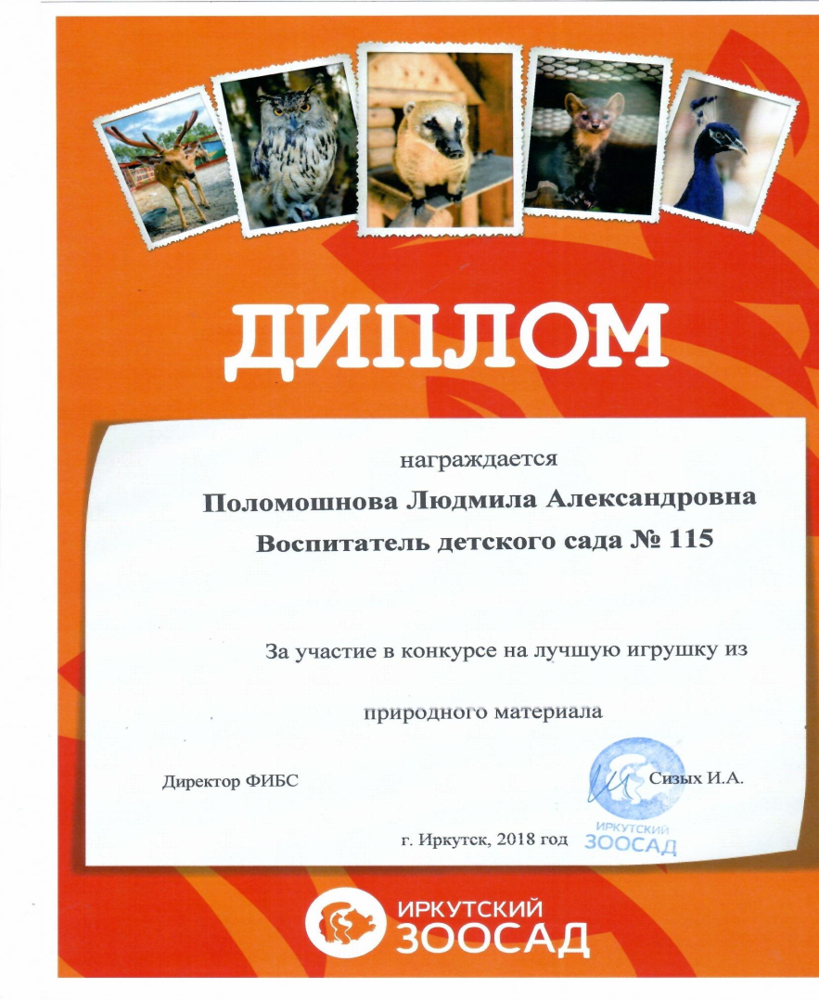 ДИПЛОМ
награждается
Поломошнова Людмила Александровна
Воспитатель детского сада № 115
За участие в конкурсе на лучшую игрушку из
природного материала
Директор ФИБС
Сизых И.А.
г. Иркутск, 2018 год
ИРКУТСКИЙ
ЗООСАД
ИРКУТСКИЙ
ЗООСАД